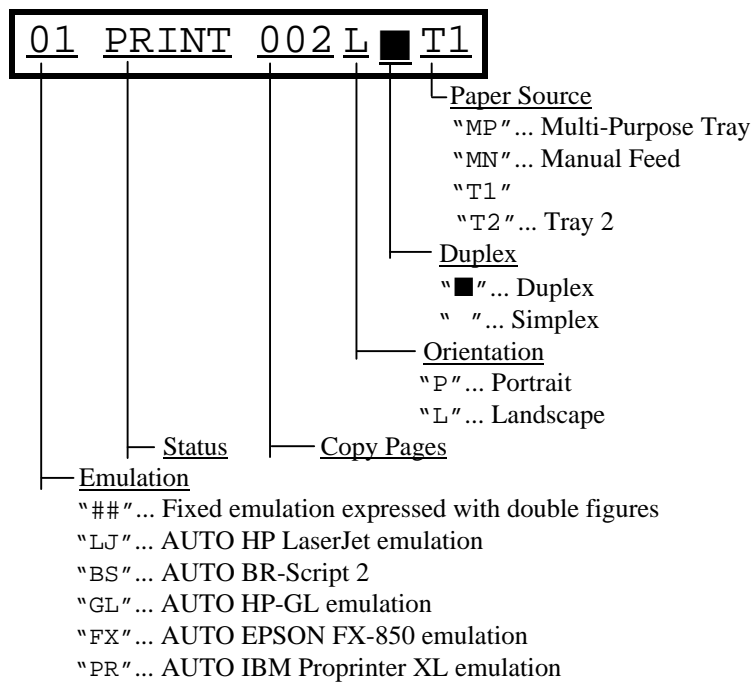 01 PRINT 002 L ■ T1
Paper Source
“MP”... Multi-Purpose Tray
“MN”... Manual Feed
“T1”
“T2”... Tray 2
Duplex
“■”... Duplex
“ ”... Simplex
Orientation
“P”... Portrait
“L”... Landscape
Status Copy Pages
Emulation
“##”... Fixed emulation expressed with double figures
“LJ”... AUTO HP LaserJet emulation
“BS”... AUTO BR-Script 2
“GL”... AUTO HP-GL emulation
“FX”... AUTO EPSON FX-850 emulation
“PR”... AUTO IBM Proprinter XL emulation